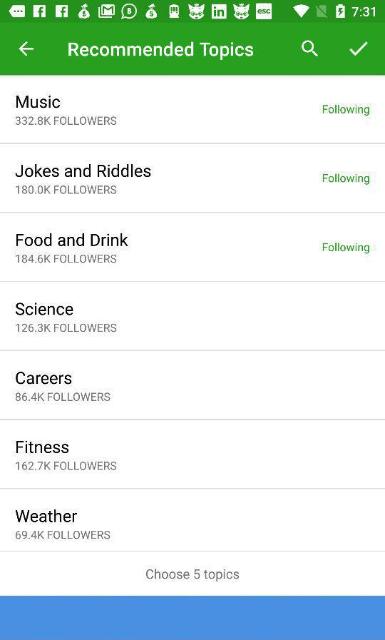 esc 7:31
Recommended Topics
Music
332.8K FOLLOWERS
Following
Jokes and Riddles
180.0K FOLLOWERS
Following
Food and Drink
184.6K FOLLOWERS
Following
Science
126.3K FOLLOWERS
Careers
86.4K FOLLOWERS
Fitness
162.7K FOLLOWERS
Weather
69.4K FOLLOWERS
Choose 5 topics